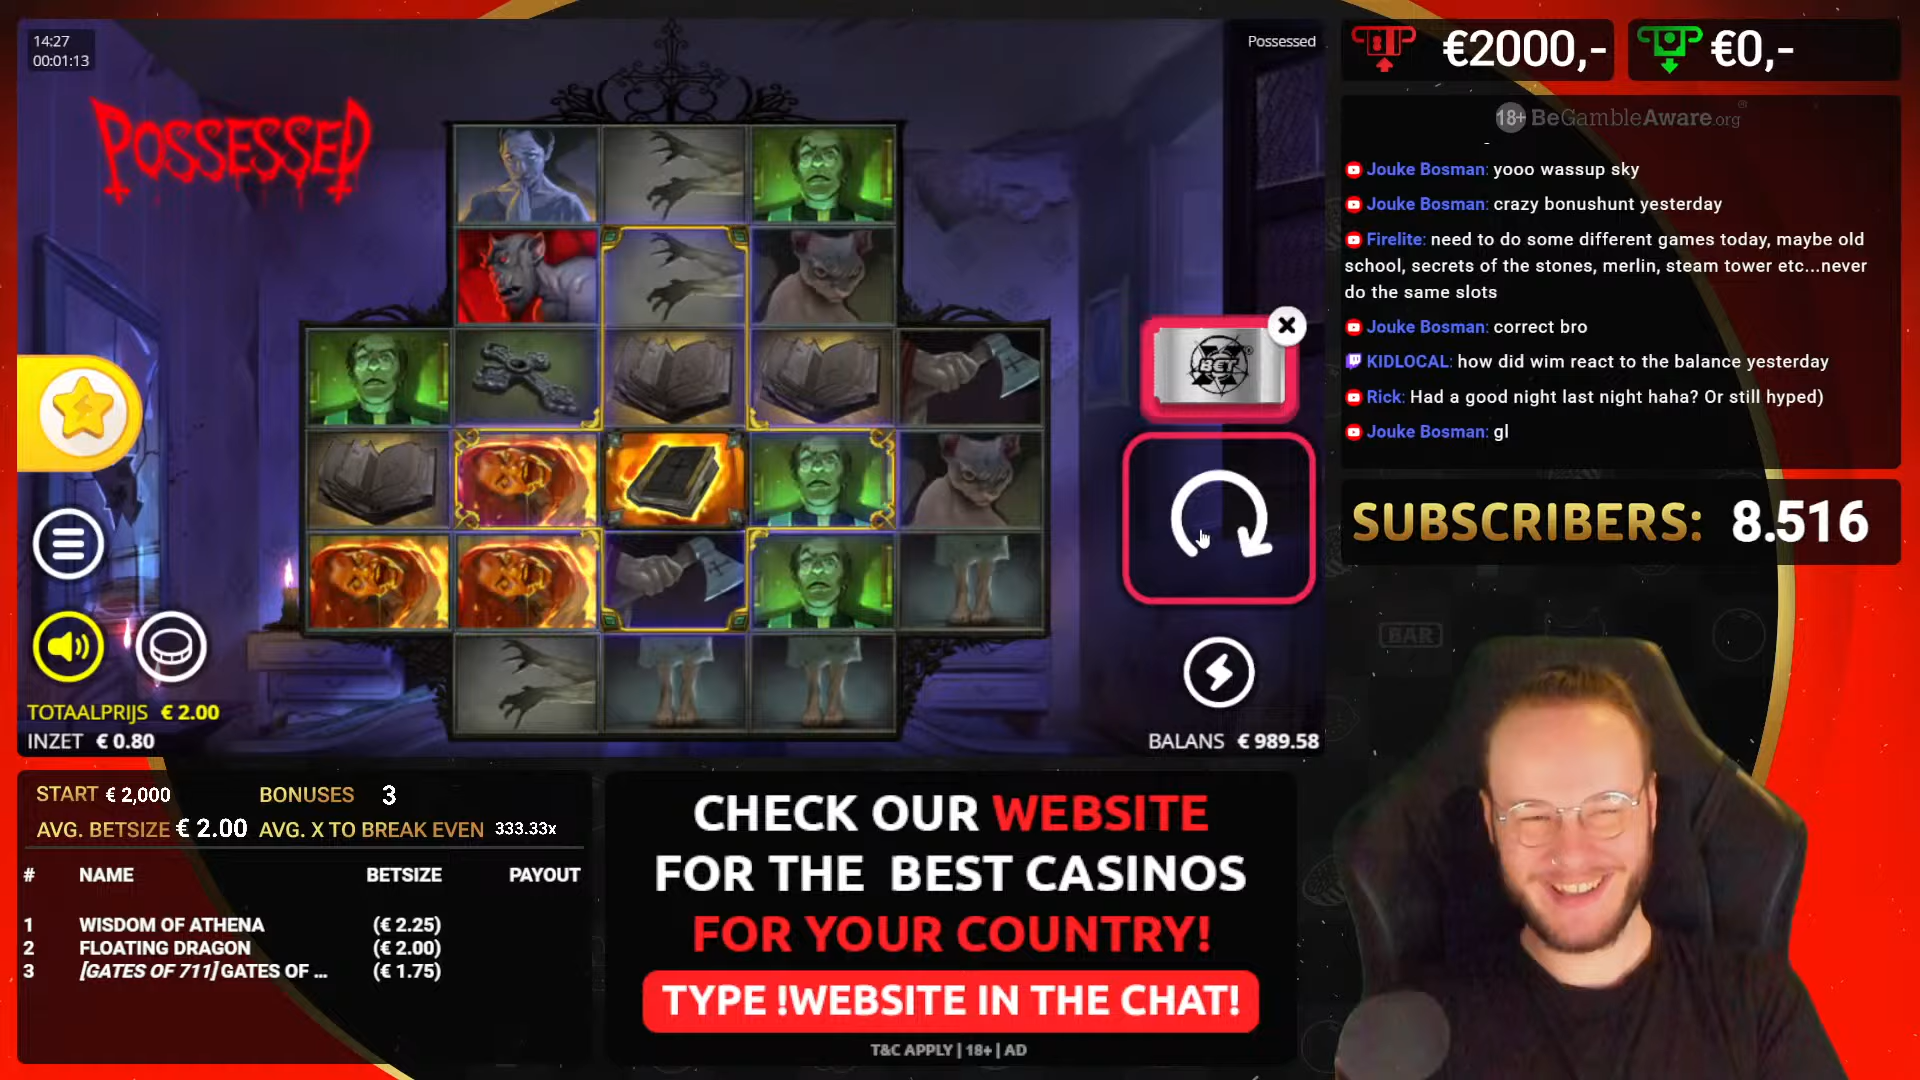 14:27
00:01:13
Possessed
POSSESSED
€2000,-
€0,-
18+ BeGambleAware.org
Jouke Bosman: yooo wassup sky
Jouke Bosman: crazy bonushunt yesterday
Firelite: need to do some different games today, maybe old
school, secrets of the stones, merlin, steam tower etc...never
do the same slots
Jouke Bosman: correct bro
KIDLOCAL: how did wim react to the balance yesterday
Rick: Had a good night last night haha? Or still hyped)
Jouke Bosman: gl
X
BET
SUBSCRIBERS: 8.516
BAR
TOTAALPRIJS € 2.00
INZET € 0.80
BALANS € 989.58
START € 2,000
BONUSES 3
AVG. BETSIZE € 2.00
AVG. X TO BREAK EVEN 333.33x
# NAME BETSIZE PAYOUT
1 WISDOM OF ATHENA (€ 2.25)
2 FLOATING DRAGON (€ 2.00)
3 [GATES OF 711] GATES OF ... (€ 1.75)
CHECK OUR WEBSITE
FOR THE BEST CASINOS
FOR YOUR COUNTRY!
TYPE !WEBSITE IN THE CHAT!
T&C APPLY | 18+ | AD